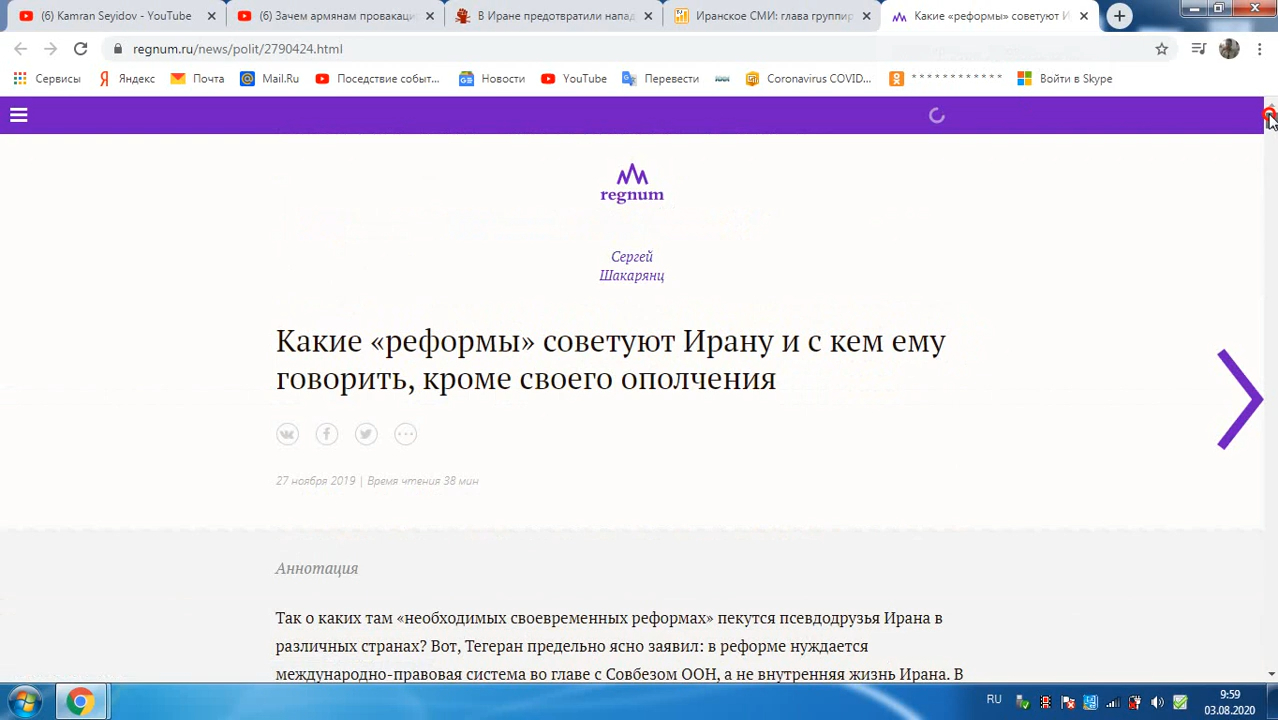 (6) Kamran Seyidov - YouTube
(6) Зачем армянам провакаци
В Иране предотвратили напад
Иранское СМИ: глава группир
Какие «реформы» советуют И
regnum.ru/news/polit/2790424.html
Сервисы
Яндекс
Почта
Mail.Ru
Поседствие событ...
Новости
YouTube
Перевести
Coronavirus COVID...
* * * * * * * * * * * *
Войти в Skype
regnum
Сергей
Шакарянц
Какие «реформы» советуют Ирану и с кем ему
говорить, кроме своего ополчения
27 ноября 2019 | Время чтения 38 мин
Аннотация
Так о каких там «необходимых своевременных реформах» пекутся псевдодрузья Ирана в
различных странах? Вот, Тегеран предельно ясно заявил: в реформе нуждается
международно-правовая система во главе с Совбезом ООН, а не внутренняя жизнь Ирана. В
RU
9:59
03.08.2020